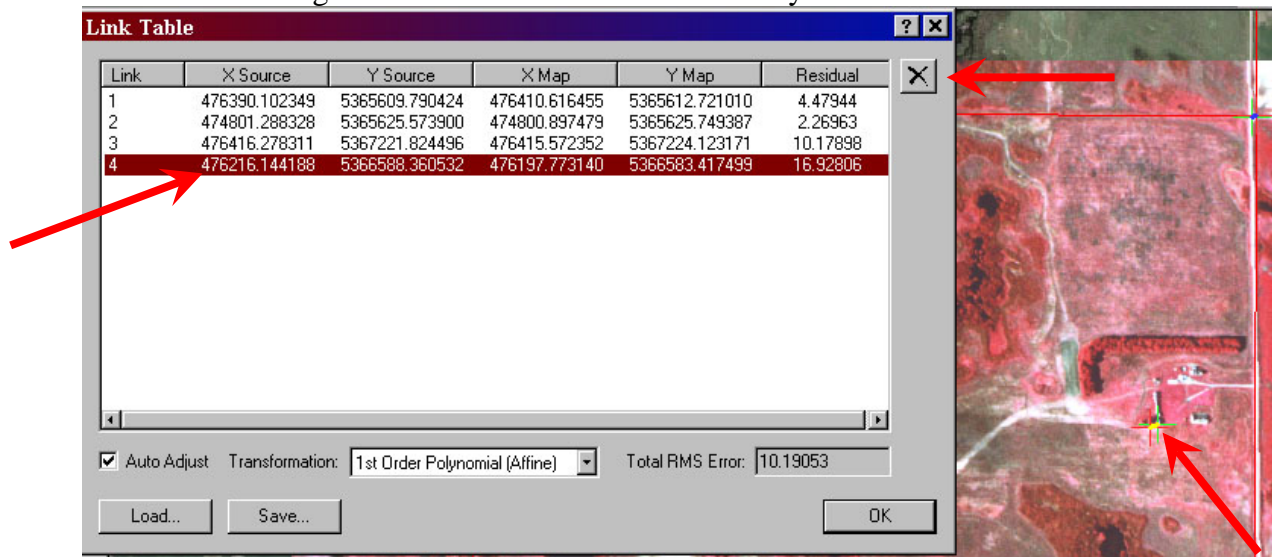 Link Table
Link X Source Y Source X Map Y Map Residual
1 476390.102349 5365609.790424 476410.616455 5365612.721010 4.47944
2 474801.288328 5365625.573900 474800.897479 5365625.749387 2.26963
3 476416.278311 5367221.824496 476415.572352 5367224.123171 10.17898
4 476216.144188 5366588.360532 476197.773140 5366583.417499 16.92806
Auto Adjust Transformation: 1st Order Polynomial (Affine) Total RMS Error: 10.19053
Load... Save... OK